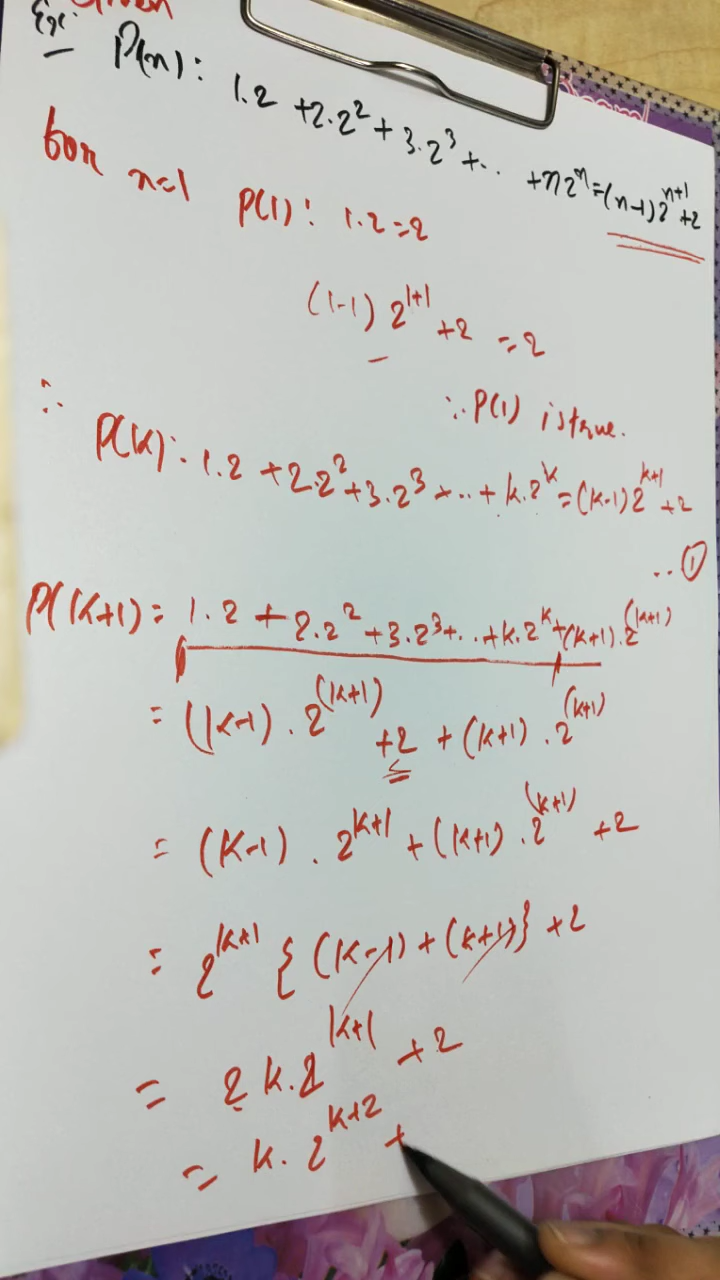 Given
Ex: P(n): 1.2 + 2.2² + 3.2³ + .. + n2ⁿ = (n-1)2ⁿ⁺¹ + 2
for n=1 P(1): 1.2 = 2
(1-1) 2¹⁺¹ + 2 = 2
∴ P(1) is true.
∴ P(k): 1.2 + 2.2² + 3.2³ + .. + k.2ᵏ = (k-1)2ᵏ⁺¹ + 2
.. ①
P(k+1) = 1.2 + 2.2² + 3.2³ + .. + k.2ᵏ + (k+1).2⁽ᵏ⁺¹⁾
= (k-1) . 2⁽ᵏ⁺¹⁾ + 2 + (k+1) . 2⁽ᵏ⁺¹⁾
= (k-1) . 2ᵏ⁺¹ + (k+1) . 2⁽ᵏ⁺¹⁾ + 2
= 2ᵏ⁺¹ {(k-1) + (k+1)} + 2
= 2k.2ᵏ⁺¹ + 2
= k.2ᵏ⁺² +